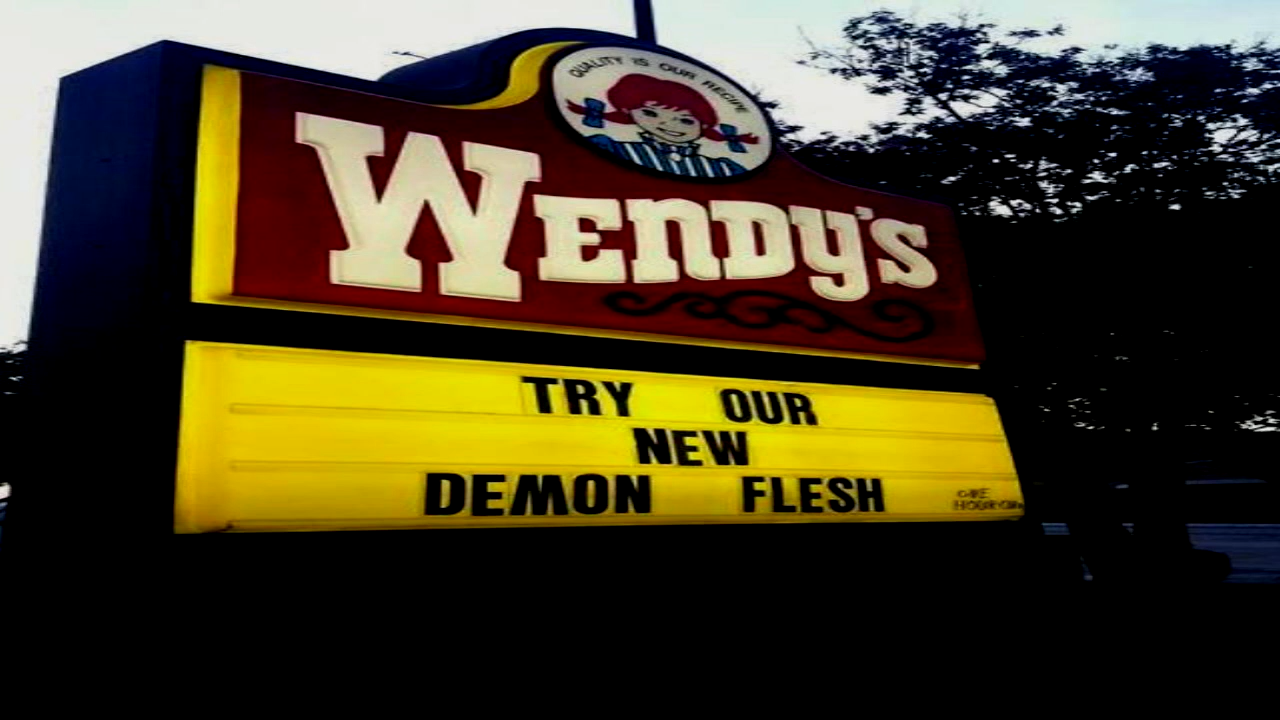 QUALITY IS OUR RECIPE
WENDY'S
TRY OUR
NEW
DEMON FLESH